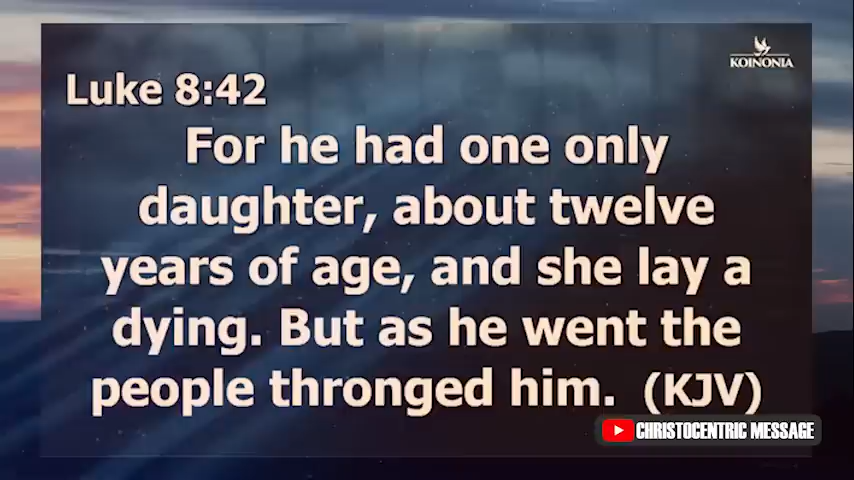 KOINONIA
Luke 8:42
For he had one only
daughter, about twelve
years of age, and she lay a
dying. But as he went the
people thronged him. (KJV)
CHRISTOCENTRIC MESSAGE